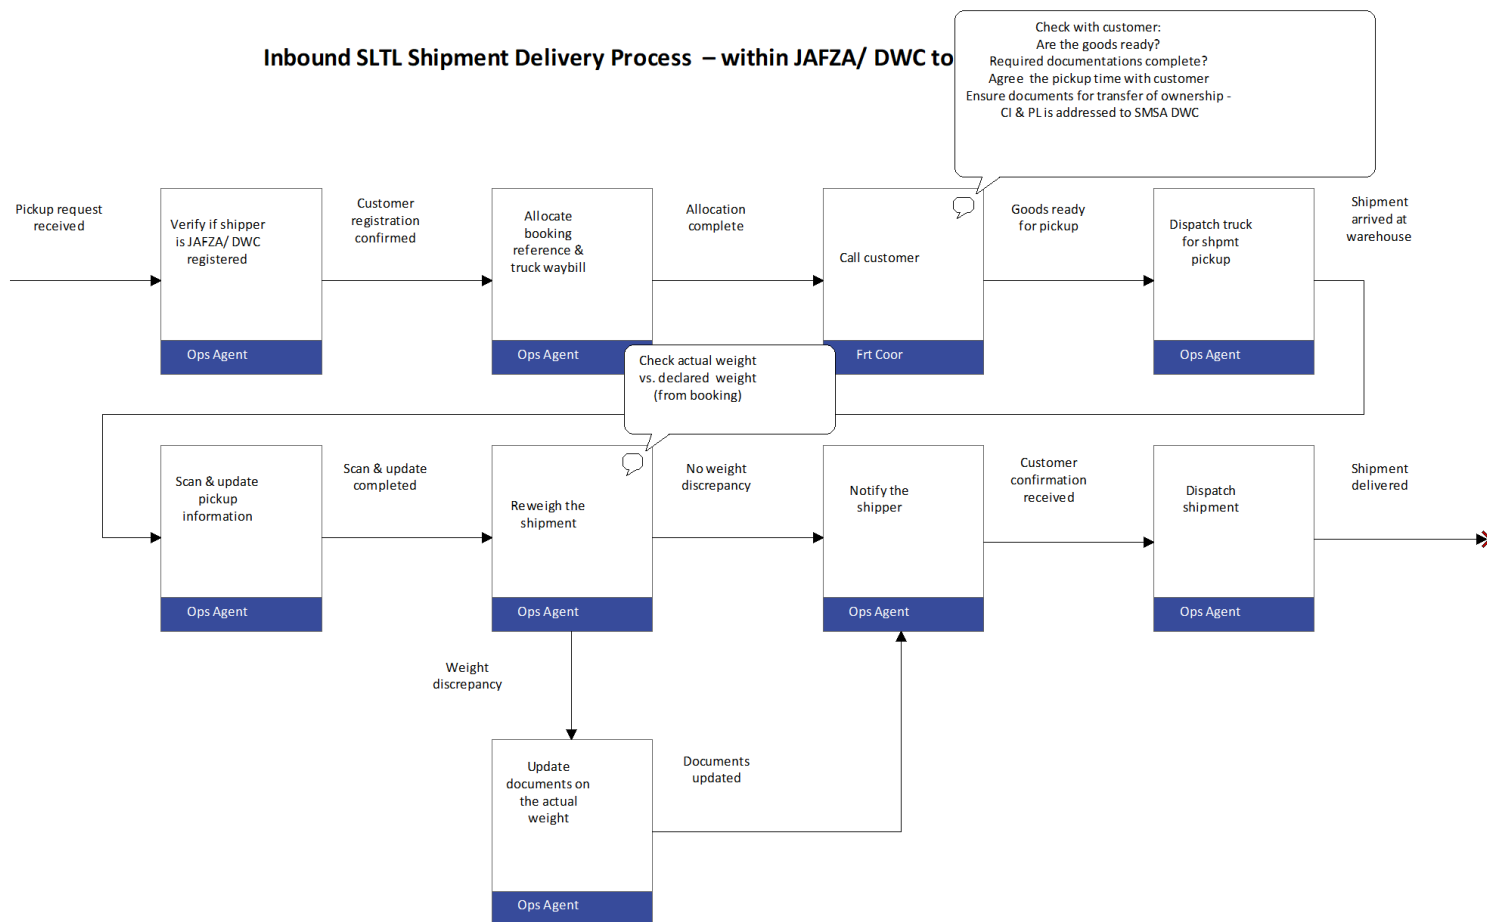 Inbound SLTL Shipment Delivery Process – within JAFZA/ DWC to
Check with customer:
Are the goods ready?
Required documentations complete?
Agree the pickup time with customer
Ensure documents for transfer of ownership -
CI & PL is addressed to SMSA DWC
Pickup request
received
Verify if shipper
is JAFZA/ DWC
registered
Ops Agent
Customer
registration
confirmed
Allocate
booking
reference &
truck waybill
Ops Agent
Allocation
complete
Call customer
Frt Coor
Goods ready
for pickup
Dispatch truck
for shpmt
pickup
Ops Agent
Shipment
arrived at
warehouse
Check actual weight
vs. declared weight
(from booking)
Scan & update
pickup
information
Ops Agent
Scan & update
completed
Reweigh the
shipment
Ops Agent
No weight
discrepancy
Notify the
shipper
Ops Agent
Customer
confirmation
received
Dispatch
shipment
Ops Agent
Shipment
delivered
Weight
discrepancy
Update
documents on
the actual
weight
Ops Agent
Documents
updated